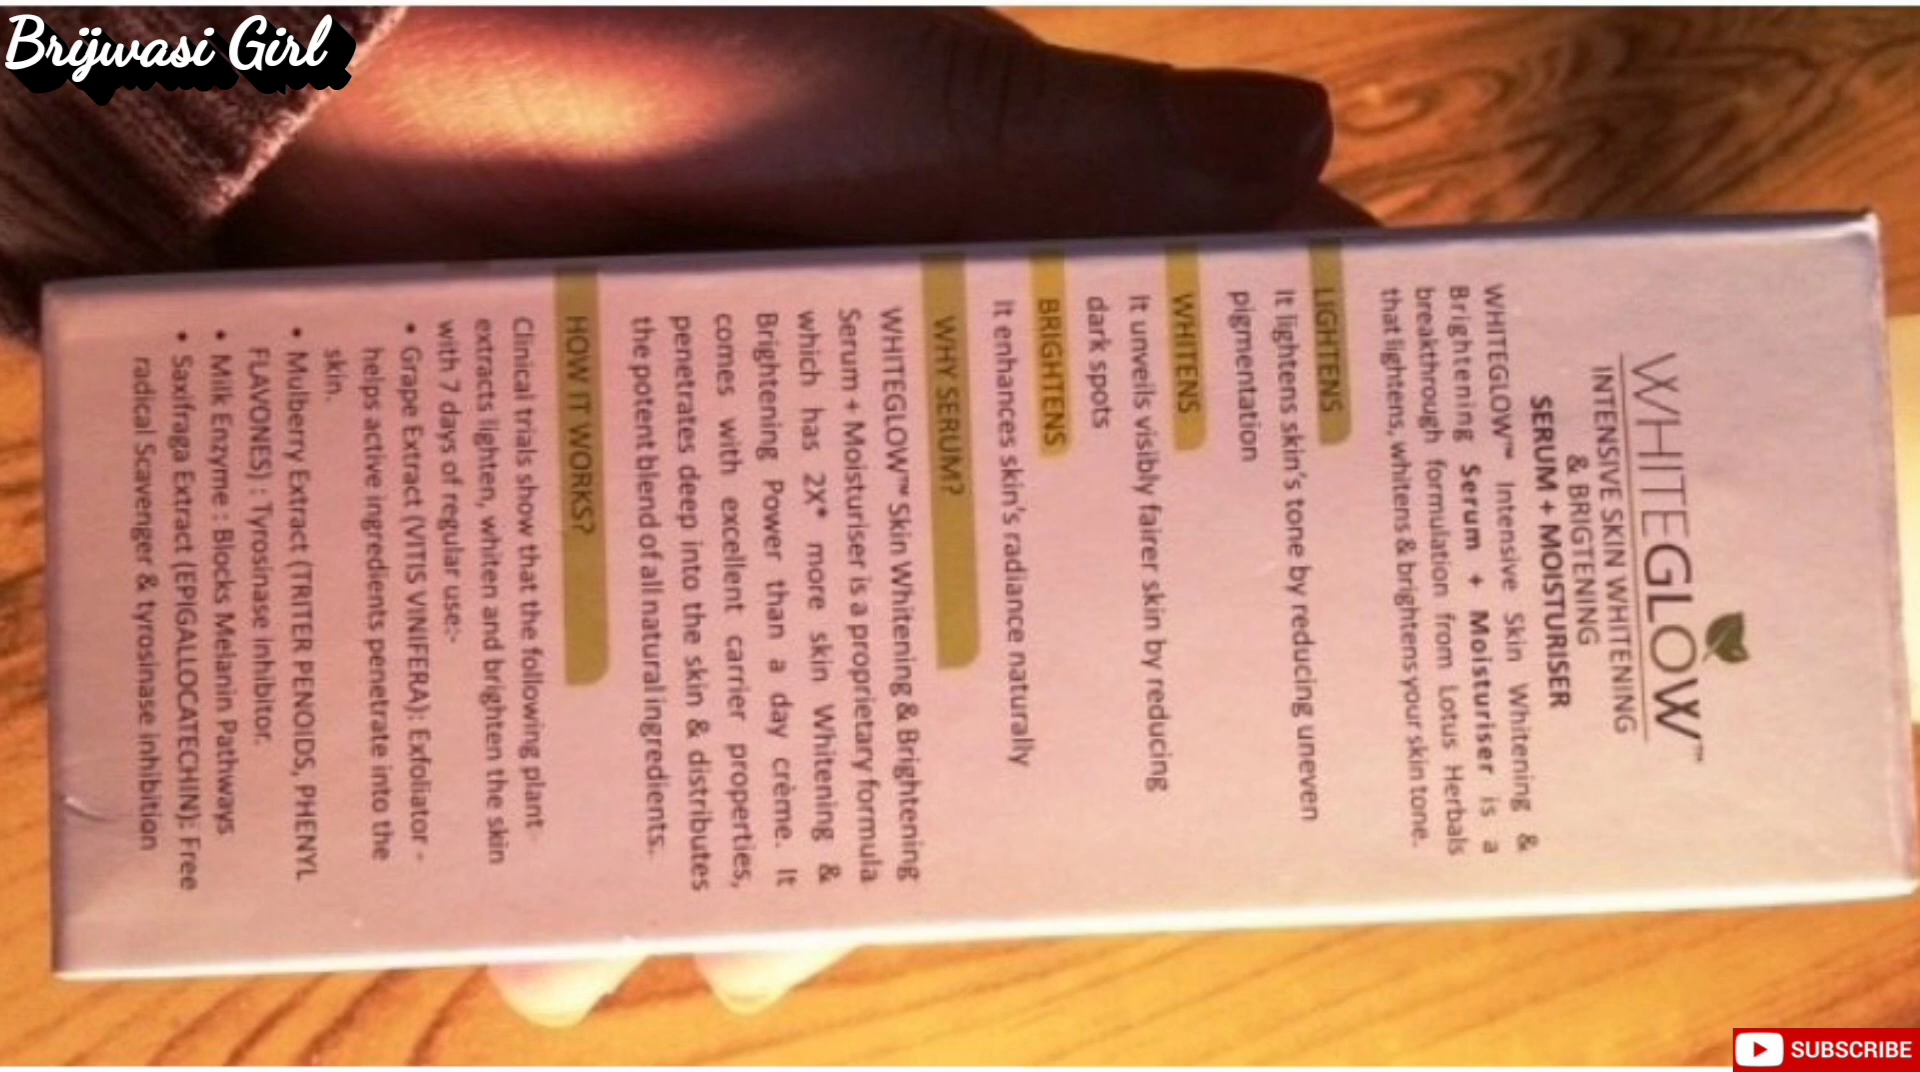 Brijwasi Girl
WHITEGLOW™
INTENSIVE SKIN WHITENING
& BRIGTENING
SERUM + MOISTURISER
WHITEGLOW™ Intensive Skin Whitening &
Brightening Serum + Moisturiser is a
breakthrough formulation from Lotus Herbals
that lightens, whitens & brightens your skin tone.
LIGHTENS
It lightens skin's tone by reducing uneven
pigmentation
WHITENS
It unveils visibly fairer skin by reducing
dark spots
BRIGHTENS
It enhances skin's radiance naturally
WHY SERUM?
WHITEGLOW™ Skin Whitening & Brightening
Serum + Moisturiser is a proprietary formula
which has 2X* more skin Whitening &
Brightening Power than a day crème. It
comes with excellent carrier properties,
penetrates deep into the skin & distributes
the potent blend of all natural ingredients.
HOW IT WORKS?
Clinical trials show that the following plant
extracts lighten, whiten and brighten the skin
with 7 days of regular use:-
• Grape Extract (VITIS VINIFERA): Exfoliator -
helps active ingredients penetrate into the
skin.
• Mulberry Extract (TRITER PENOIDS, PHENYL
FLAVONES) : Tyrosinase inhibitor.
• Milk Enzyme : Blocks Melanin Pathways
• Saxifraga Extract (EPIGALLOCATECHIN): Free
radical Scavenger & tyrosinase inhibition
SUBSCRIBE